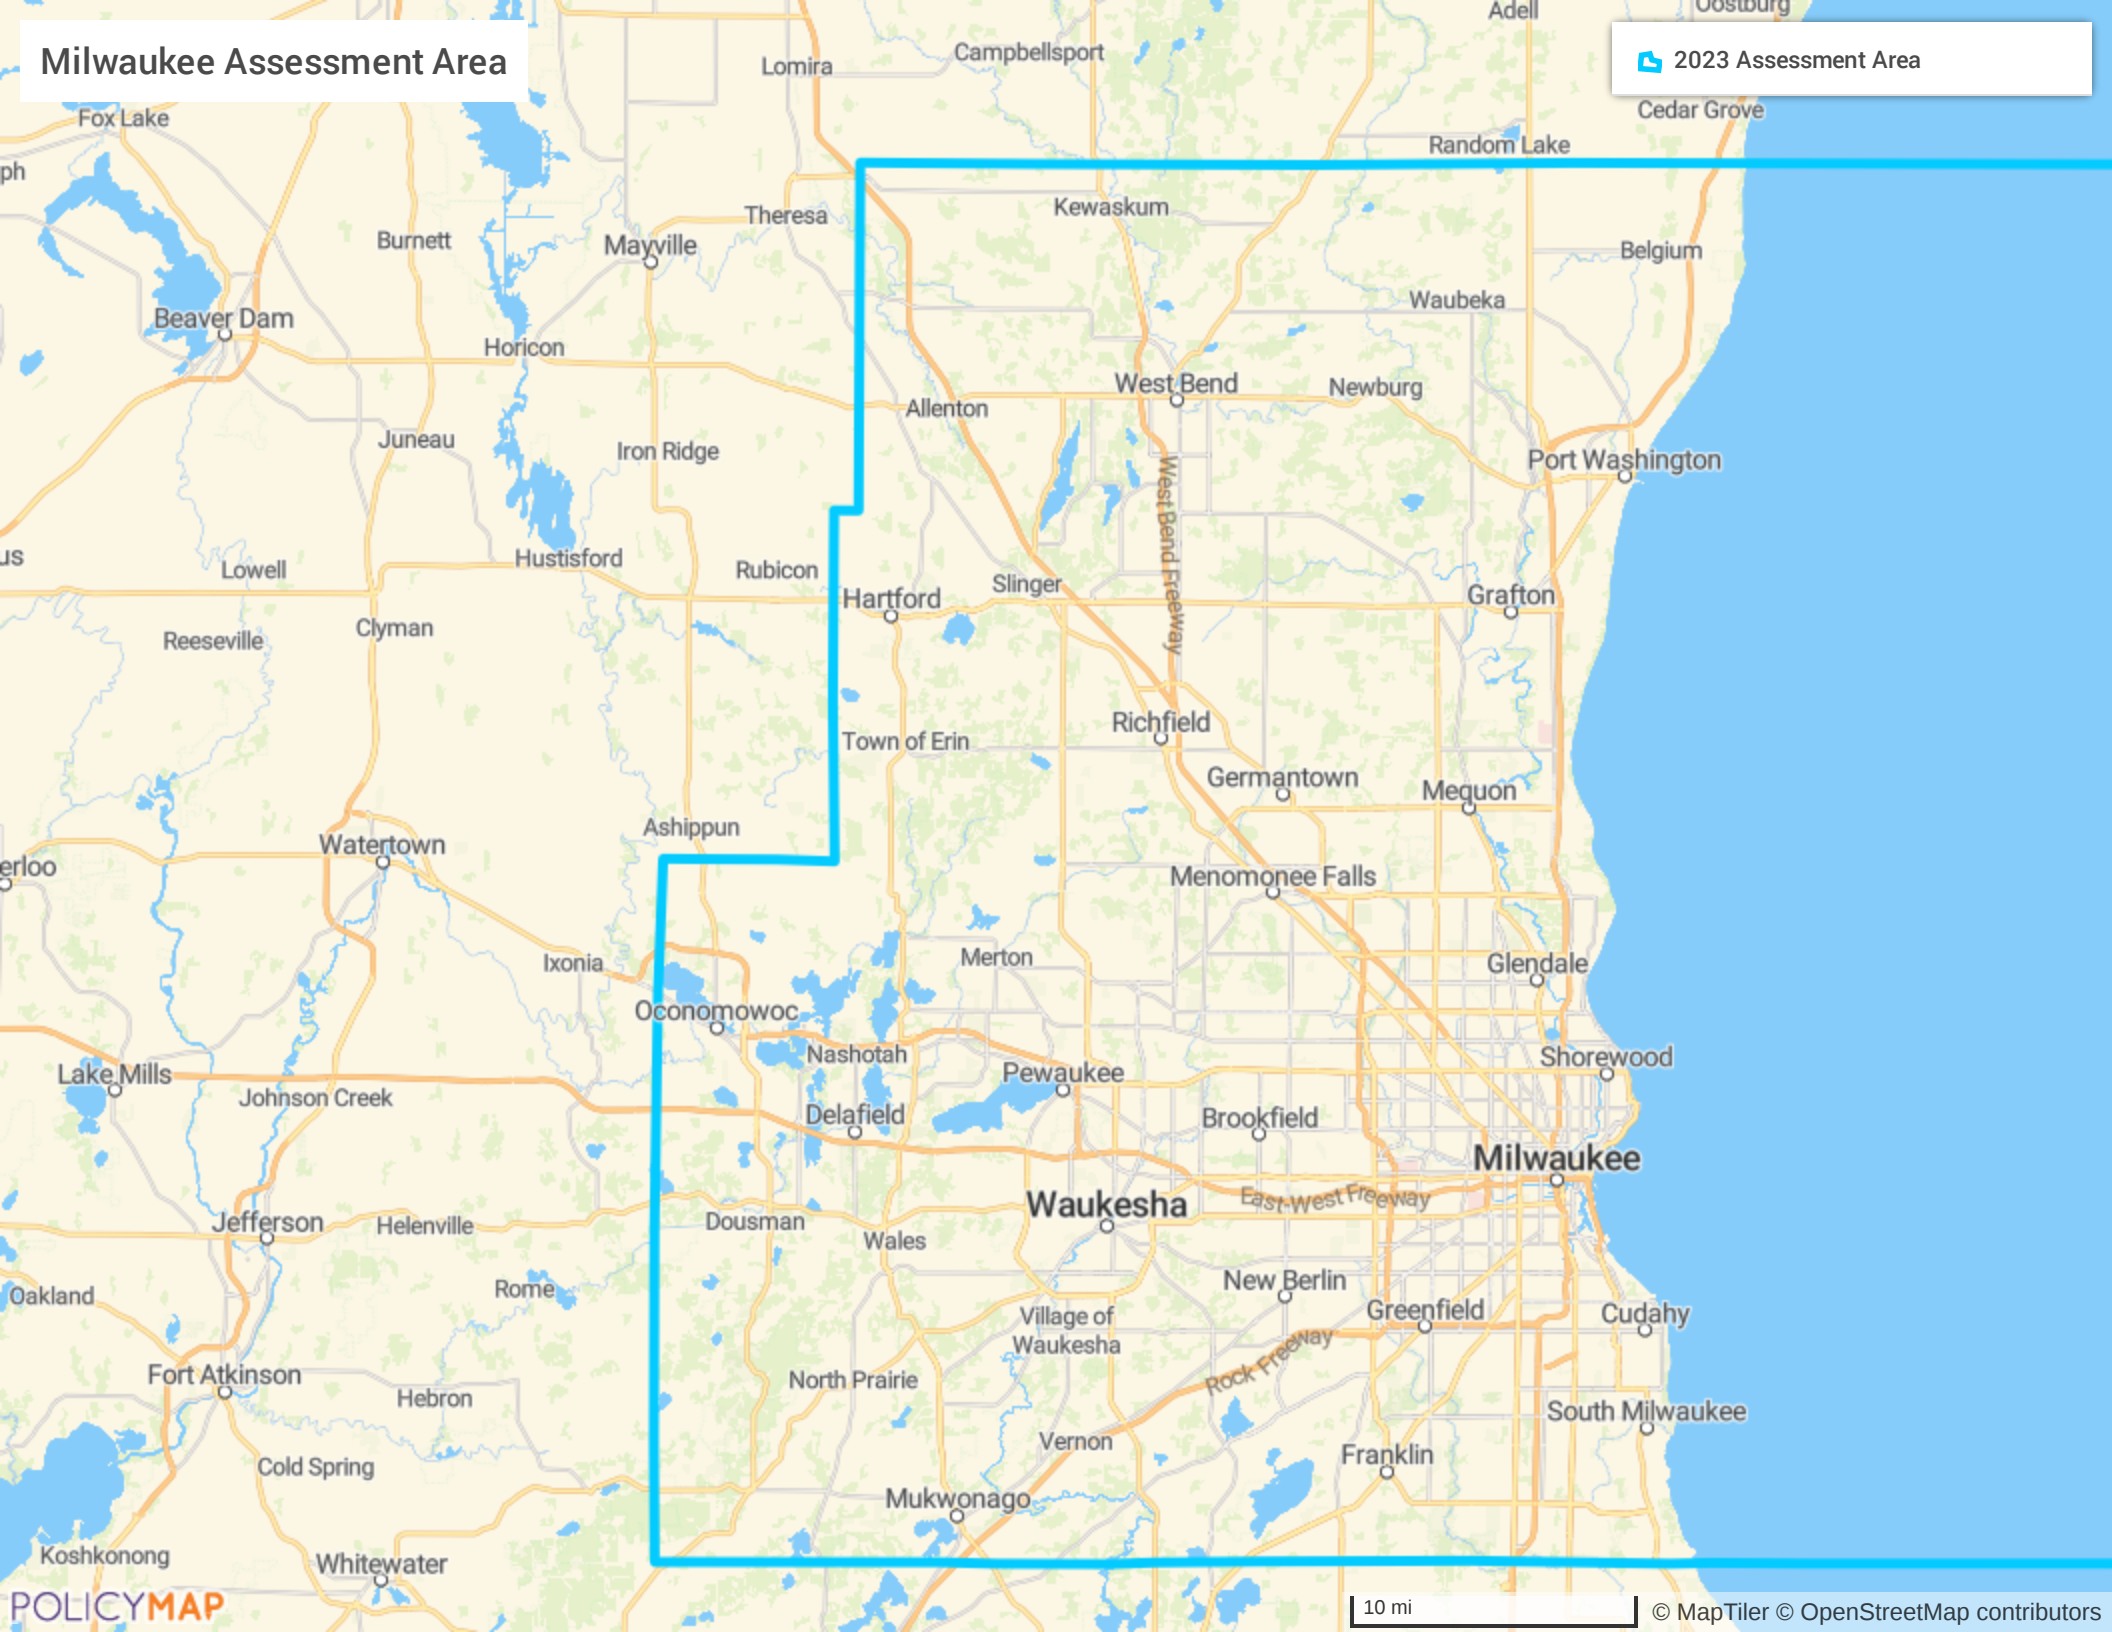 Milwaukee Assessment Area
2023 Assessment Area
Adell
Oostburg
Campbellsport
Lomira
Cedar Grove
Fox Lake
Random Lake
ph
Kewaskum
Theresa
Burnett
Mayville
Belgium
Waubeka
Beaver Dam
Horicon
West Bend
Newburg
Allenton
Juneau
Iron Ridge
Port Washington
West Bend Freeway
us
Hustisford
Lowell
Rubicon
Slinger
Hartford
Grafton
Clyman
Reeseville
Richfield
Town of Erin
Germantown
Mequon
Ashippun
Watertown
erloo
Menomonee Falls
Merton
Ixonia
Glendale
Oconomowoc
Nashotah
Shorewood
Pewaukee
Lake Mills
Johnson Creek
Delafield
Brookfield
Milwaukee
Waukesha
East-West Freeway
Dousman
Jefferson
Helenville
Wales
New Berlin
Rome
Oakland
Village of
Waukesha
Greenfield
Cudahy
Rock Freeway
Fort Atkinson
North Prairie
Hebron
South Milwaukee
Vernon
Franklin
Cold Spring
Mukwonago
Koshkonong
Whitewater
POLICYMAP
10 mi
© MapTiler © OpenStreetMap contributors